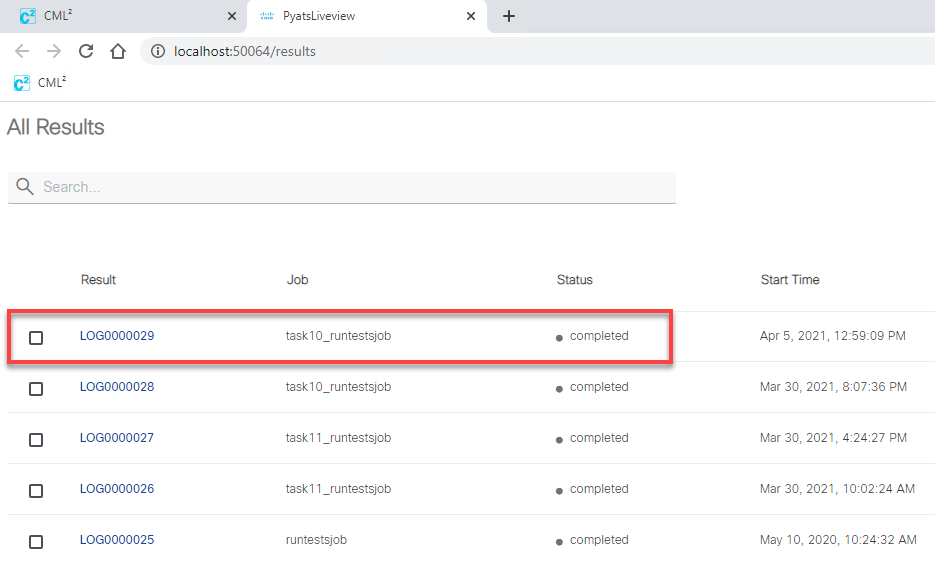 CML²
PyatsLiveview
localhost:50064/results
CML²
All Results
Search...
Result Job Status Start Time
LOG0000029 task10_runtestsjob completed Apr 5, 2021, 12:59:09 PM
LOG0000028 task10_runtestsjob completed Mar 30, 2021, 8:07:36 PM
LOG0000027 task11_runtestsjob completed Mar 30, 2021, 4:24:27 PM
LOG0000026 task11_runtestsjob completed Mar 30, 2021, 10:02:24 AM
LOG0000025 runtestsjob completed May 10, 2020, 10:24:32 AM